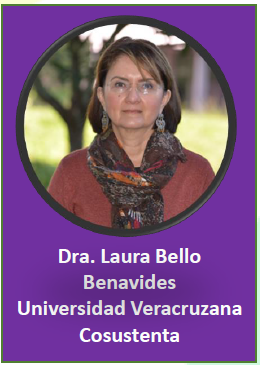 Dra. Laura Bello
Benavides
Universidad Veracruzana
Cosustenta